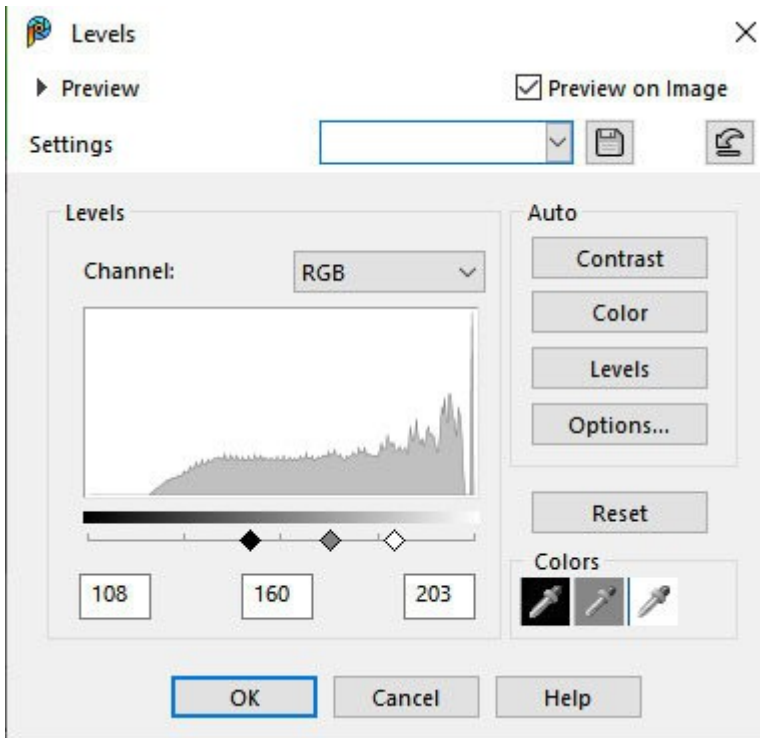 Levels
Preview
Preview on Image
Settings
Levels
Channel:
RGB
108
160
203
Auto
Contrast
Color
Levels
Options...
Reset
Colors
OK
Cancel
Help